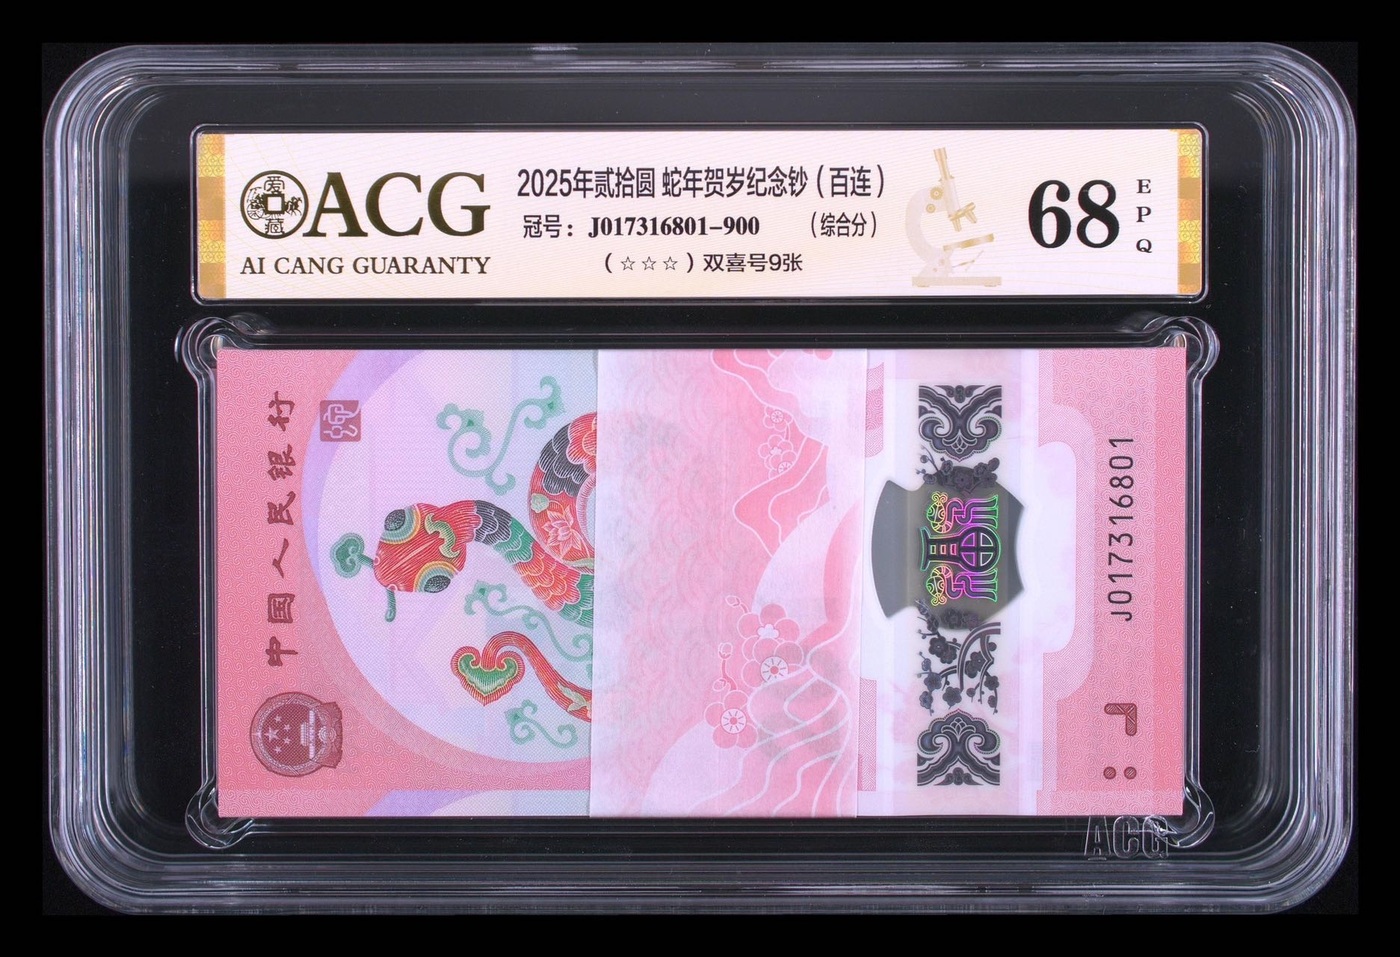 ACG
AI CANG GUARANTY
2025年贰拾圆 蛇年贺岁纪念钞(百连)
冠号: J017316801-900 (综合分)
(☆☆☆)双喜号9张
68
EPQ
中国人民银行
福
J017316801
ACG